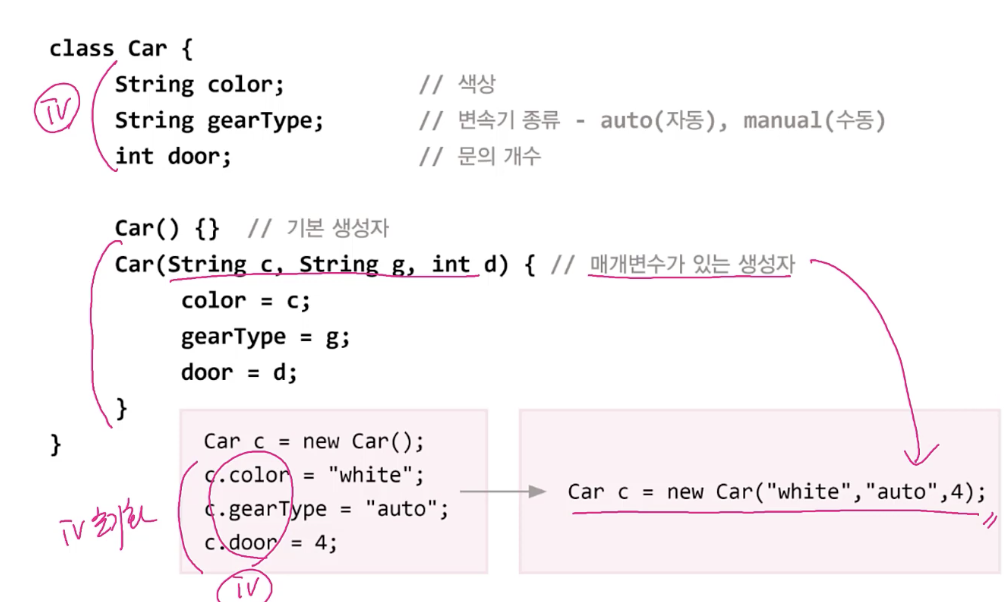 class Car {
String color; // 색상
String gearType; // 변속기 종류 - auto(자동), manual(수동)
int door; // 문의 개수
iV
Car() {} // 기본 생성자
Car(String c, String g, int d) { // 매개변수가 있는 생성자
color = c;
gearType = g;
door = d;
}
}
Car c = new Car();
c.color = "white";
c.gearType = "auto";
c.door = 4;
iV 초기화
iV
Car c = new Car("white","auto",4);